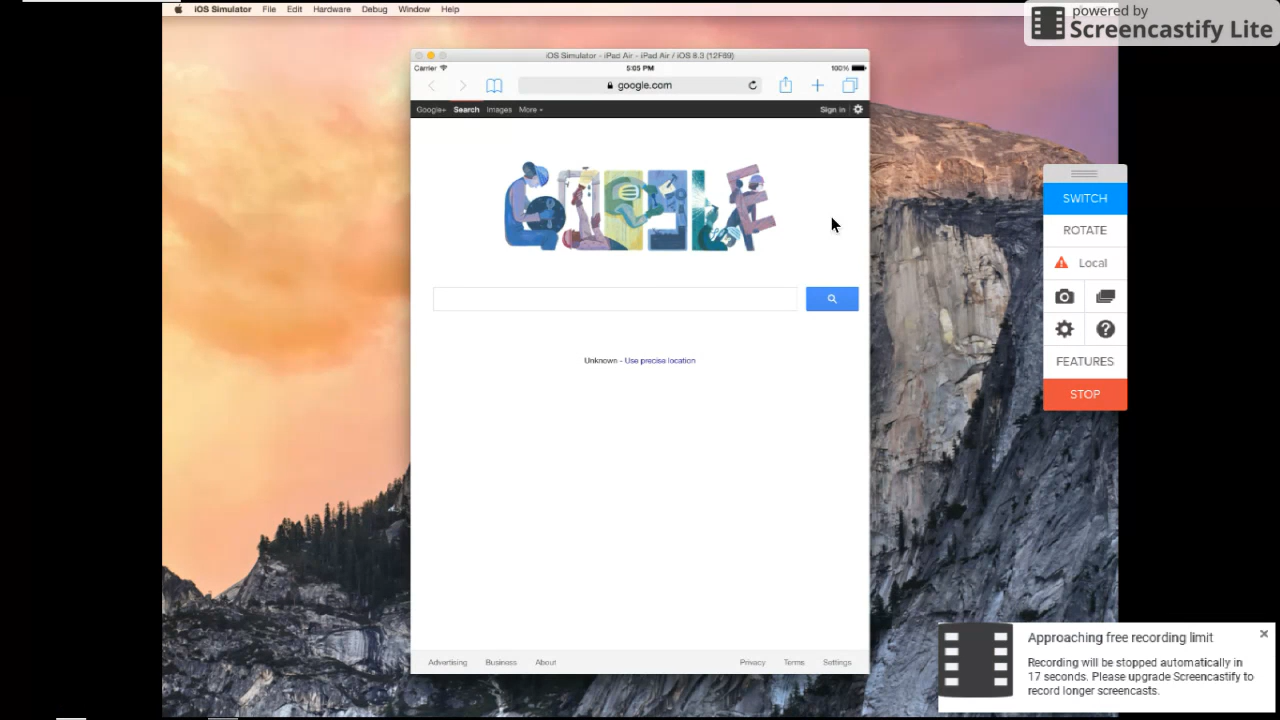 iOS Simulator File Edit Hardware Debug Window Help
powered by
Screencastify Lite
iOS Simulator - iPad Air - iPad Air / iOS 8.3 (12F69)
Carrier 5:05 PM 100%
google.com
Google+ Search Images More Sign in
GOOGLE
SWITCH
ROTATE
Local
FEATURES
STOP
Unknown - Use precise location
Advertising Business About Privacy Terms Settings
Approaching free recording limit
Recording will be stopped automatically in
17 seconds. Please upgrade Screencastify to
record longer screencasts.